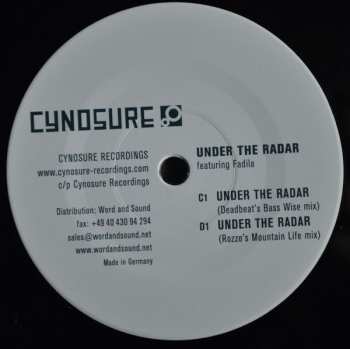 CYNOSURE
CYNOSURE RECORDINGS
www.cynosure-recordings.com
c/p Cynosure Recordings
Distribution: Word and Sound
fax: +49 40 430 94 294
sales@wordandsound.net
www.wordandsound.net
Made in Germany
UNDER THE RADAR
featuring Fadila
C1 UNDER THE RADAR
(Deadbeat's Bass Wise mix)
D1 UNDER THE RADAR
(Rozzo's Mountain Life mix)